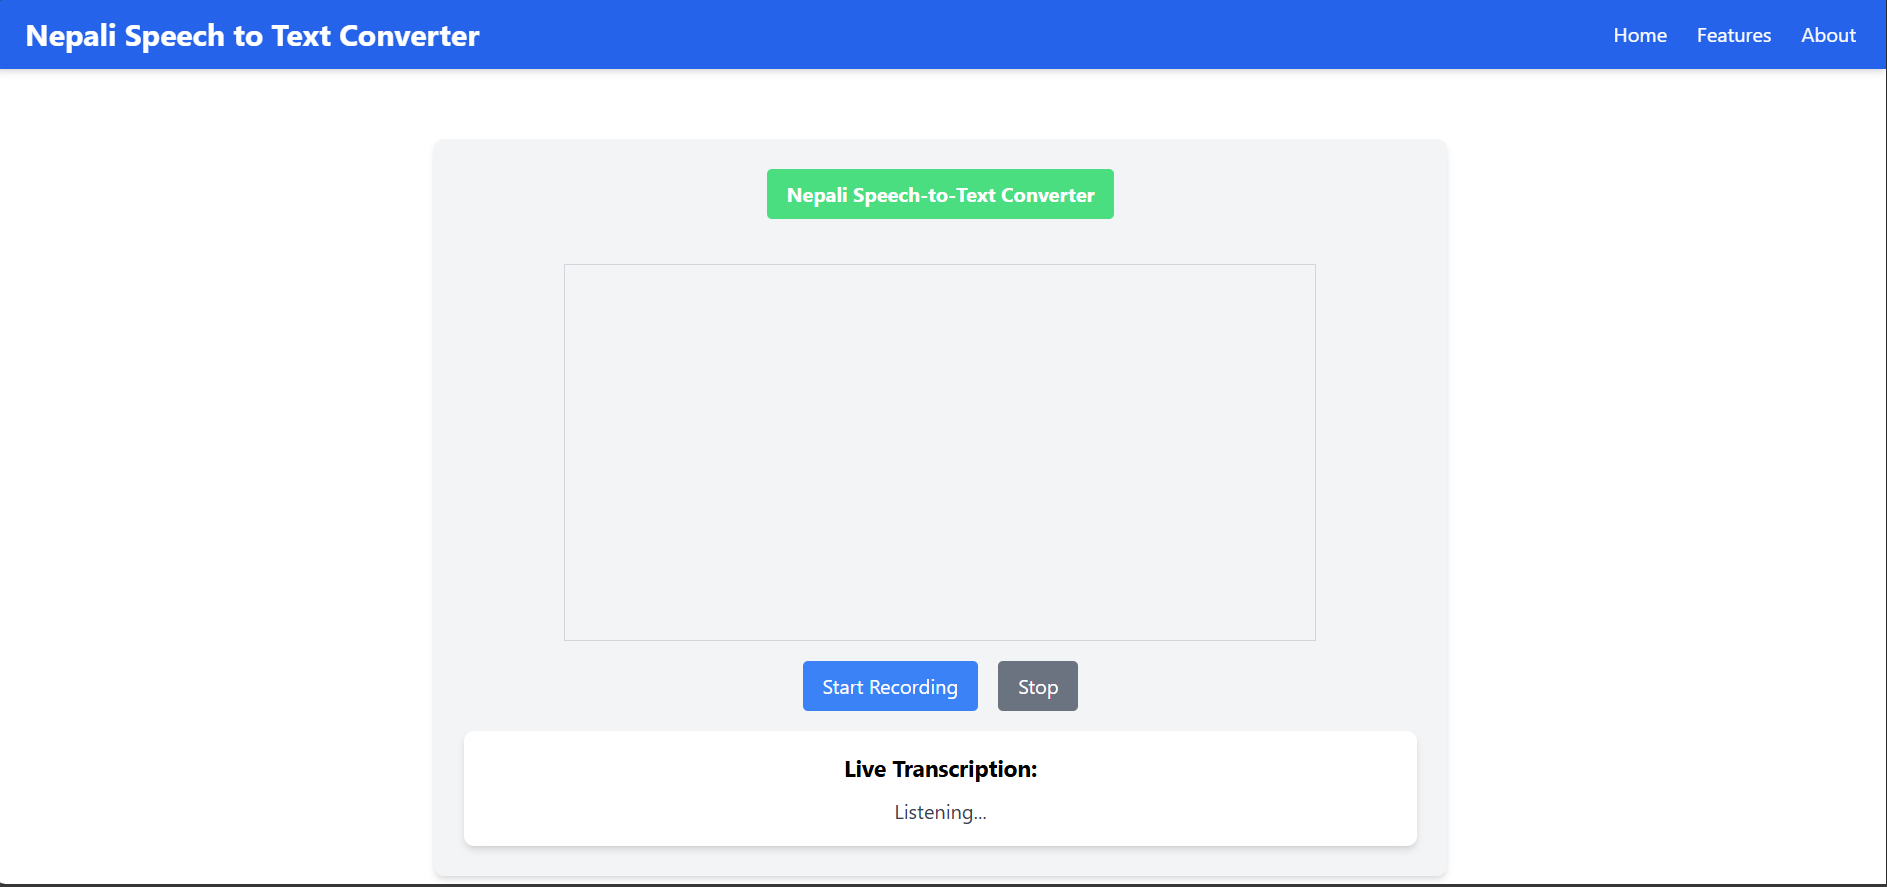 Nepali Speech to Text Converter
Home Features About
Nepali Speech-to-Text Converter
Start Recording Stop
Live Transcription:
Listening...